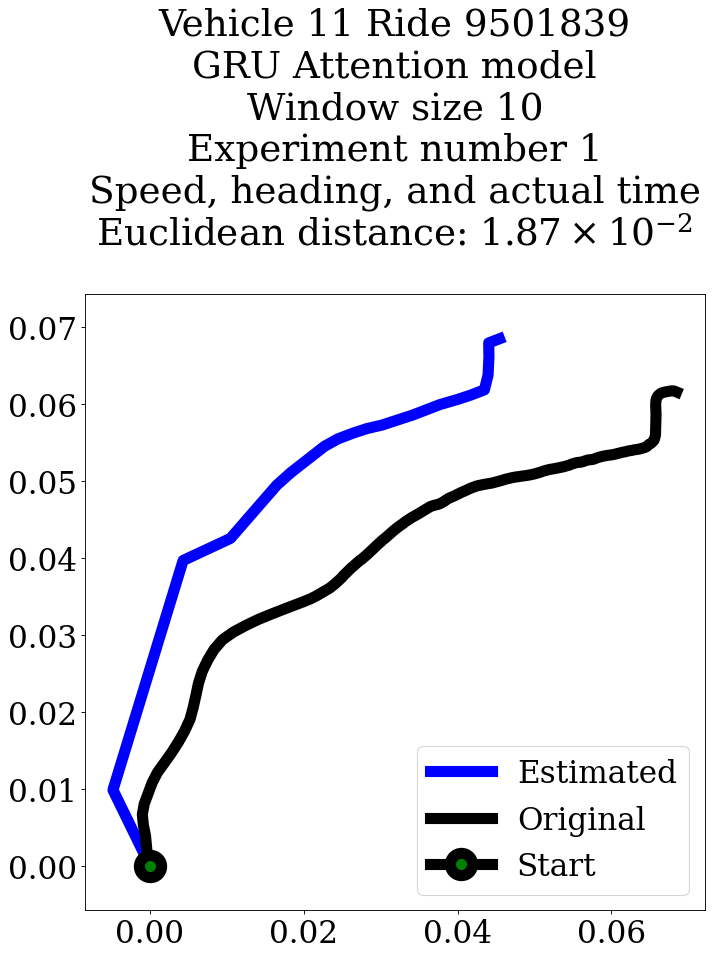 Vehicle 11 Ride 9501839
GRU Attention model
Window size 10
Experiment number 1
Speed, heading, and actual time
Euclidean distance: 1.87 × 10⁻²
0.07
0.06
0.05
0.04
0.03
0.02
0.01
0.00
Estimated
Original
Start
0.00 0.02 0.04 0.06